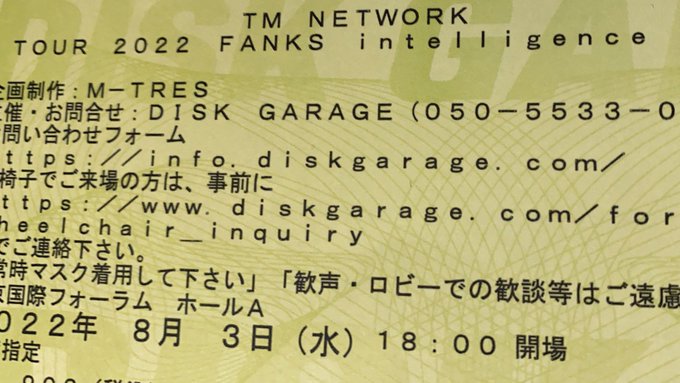 TM NETWORK
TOUR 2022 FANKS intelligence
企画制作：M－TRES
催・お問合せ：DISK GARAGE（050－5533－0
問い合わせフォーム
ttps：//info.diskgarage.com/
椅子でご来場の方は、事前に
ttps：//www.diskgarage.com/for
heelchair_inquiry
でご連絡下さい。
常時マスク着用して下さい」「歓声・ロビーでの歓談等はご遠慮
京国際フォーラム ホールA
022年 8月 3日（水）18：00 開場
指定